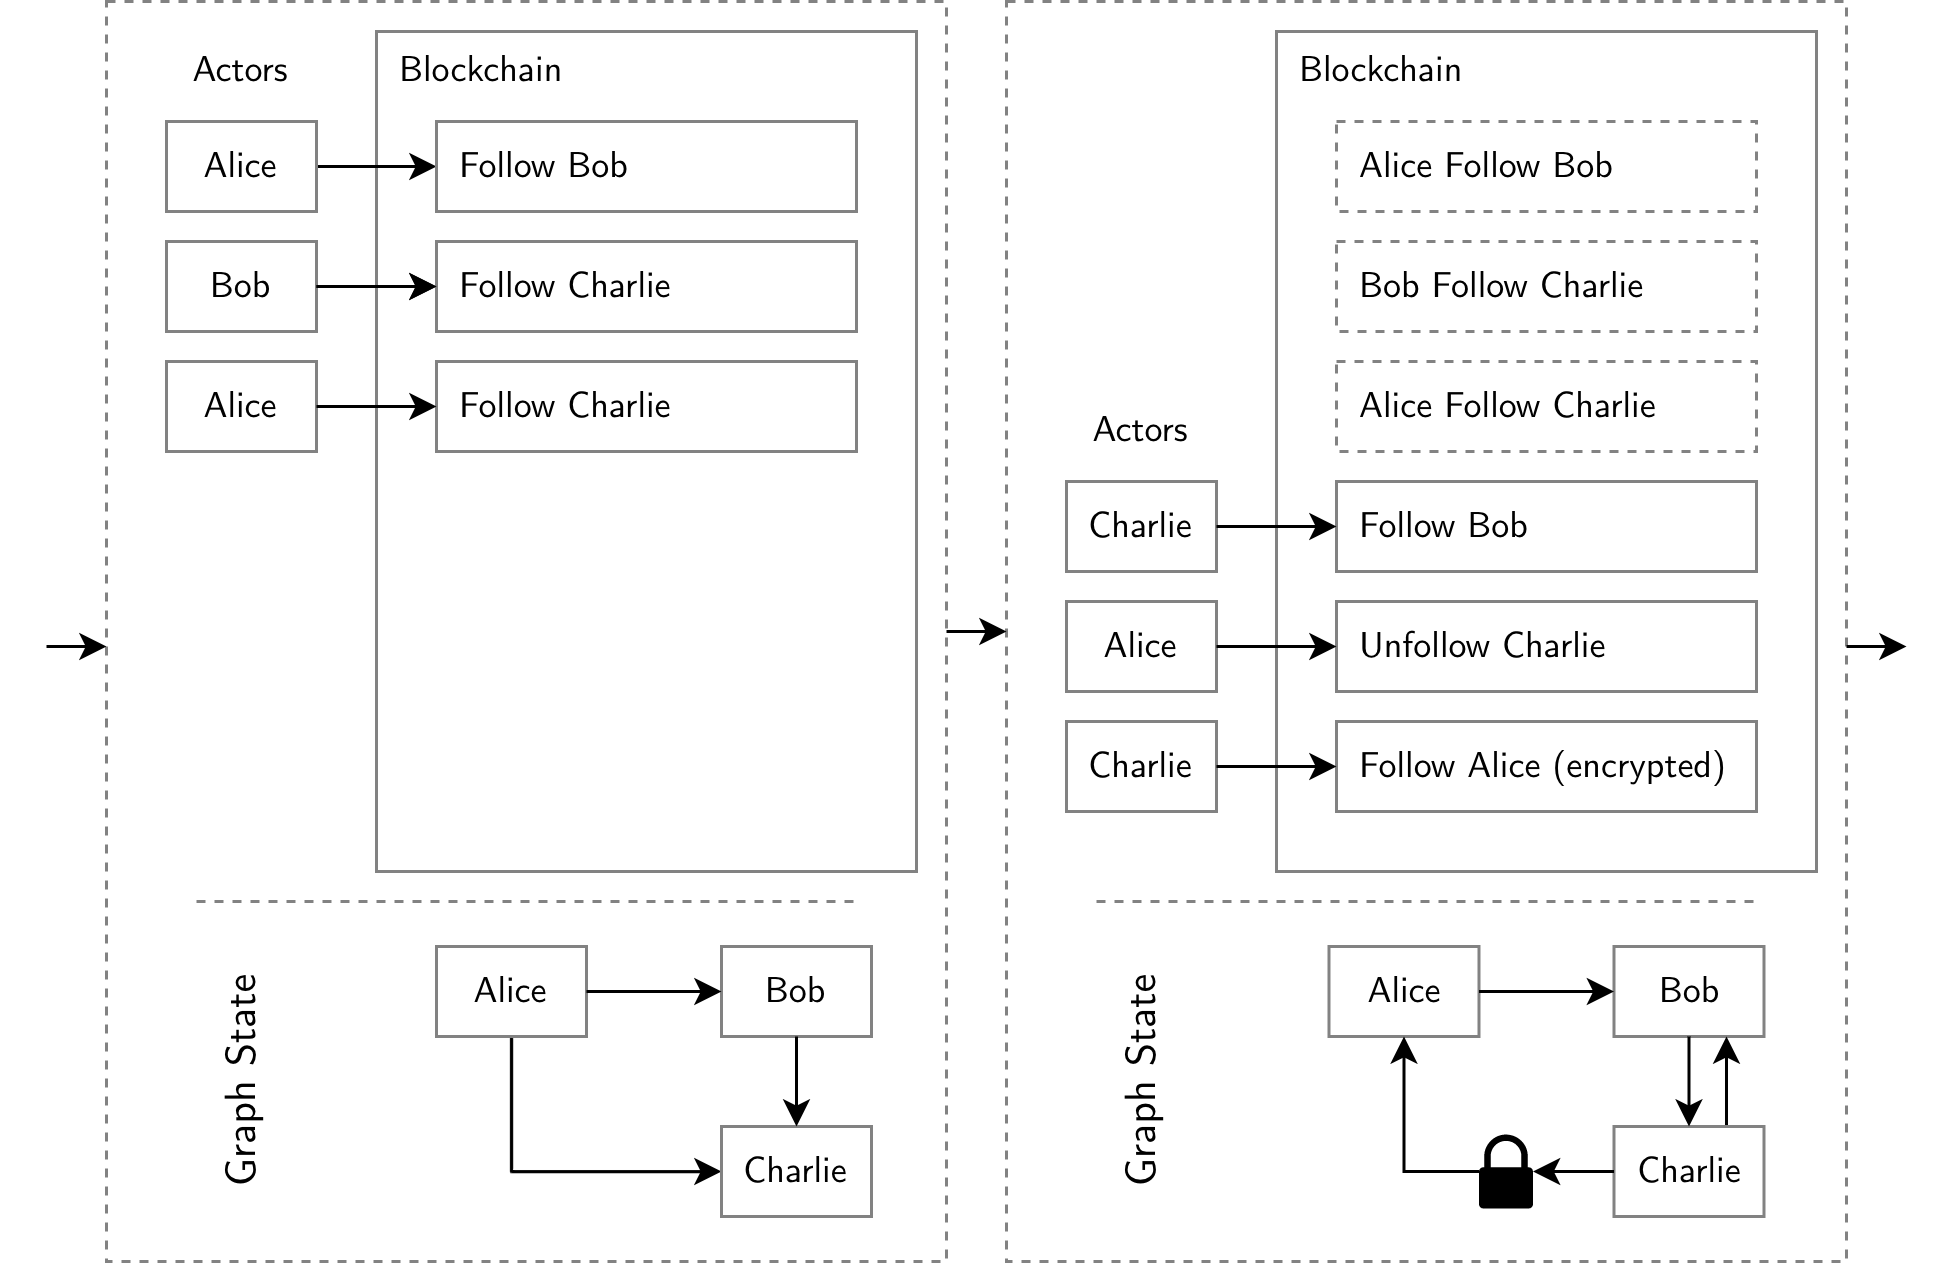 Actors
Blockchain
Alice
Follow Bob
Bob
Follow Charlie
Alice
Follow Charlie
Graph State
Alice
Bob
Charlie
Blockchain
Alice Follow Bob
Bob Follow Charlie
Alice Follow Charlie
Actors
Charlie
Follow Bob
Alice
Unfollow Charlie
Charlie
Follow Alice (encrypted)
Graph State
Alice
Bob
Charlie